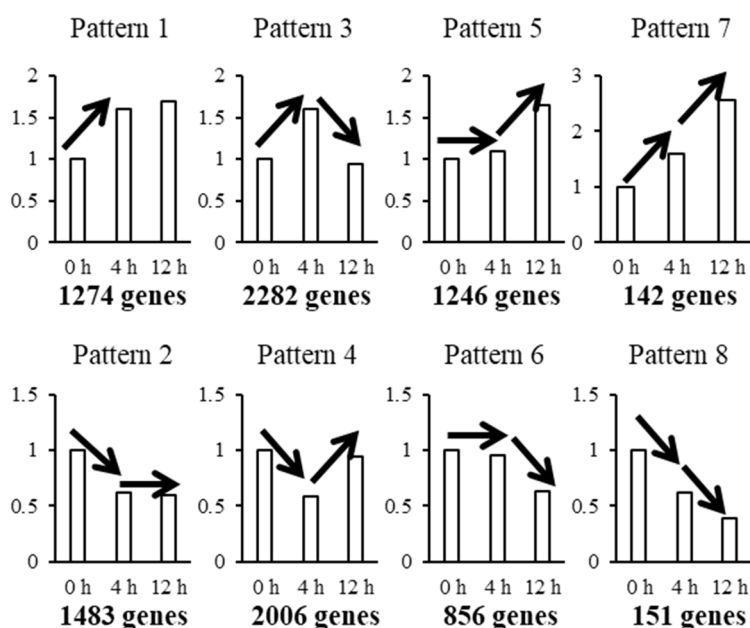 Pattern 1 Pattern 3 Pattern 5 Pattern 7
2 2 2 3
1.5 1.5 1.5
2
1 1 1
1
0.5 0.5 0.5
0 0 0 0
0 h 4 h 12 h 0 h 4 h 12 h 0 h 4 h 12 h 0 h 4 h 12 h
1274 genes 2282 genes 1246 genes 142 genes
Pattern 2 Pattern 4 Pattern 6 Pattern 8
1.5 1.5 1.5 1.5
1 1 1 1
0.5 0.5 0.5 0.5
0 0 0 0
0 h 4 h 12 h 0 h 4 h 12 h 0 h 4 h 12 h 0 h 4 h 12 h
1483 genes 2006 genes 856 genes 151 genes